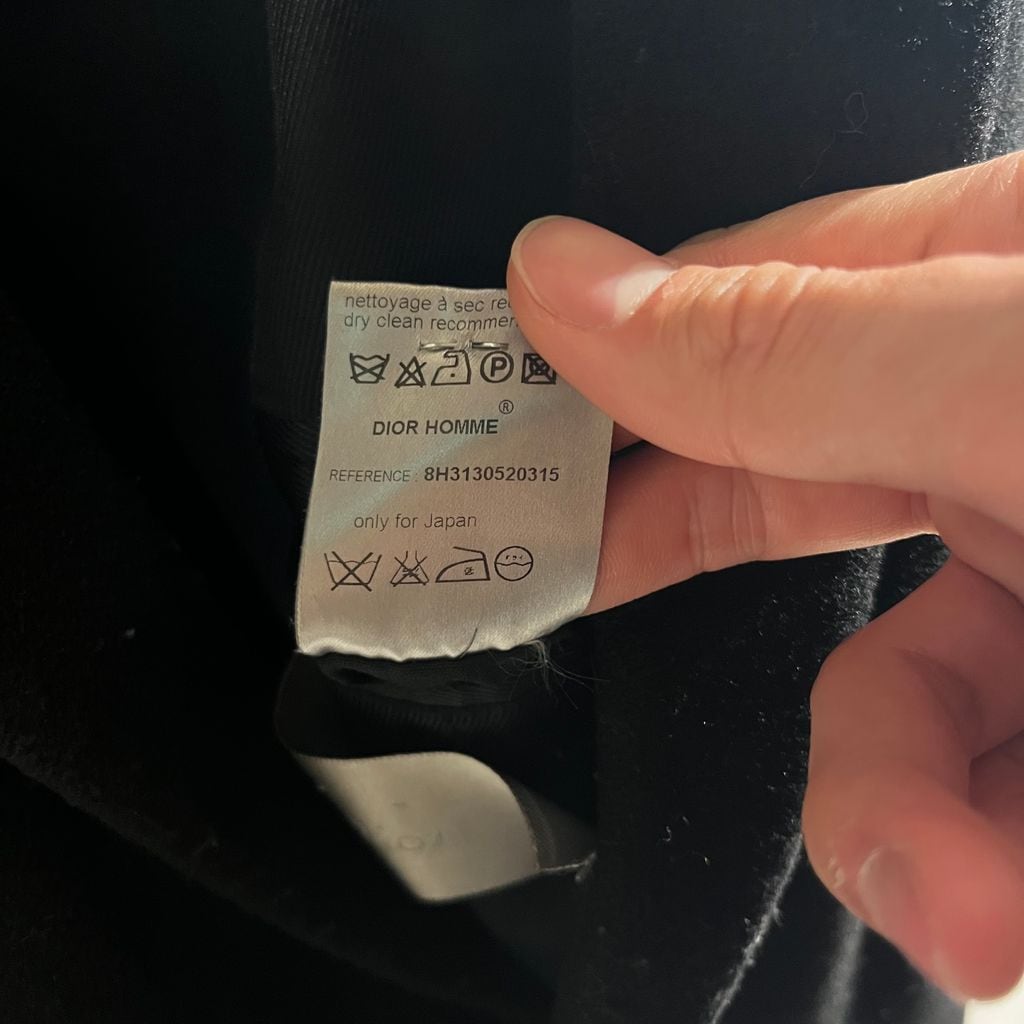 nettoyage à sec
dry clean
P
DIOR HOMME®
REFERENCE : 8H3130520315
only for Japan